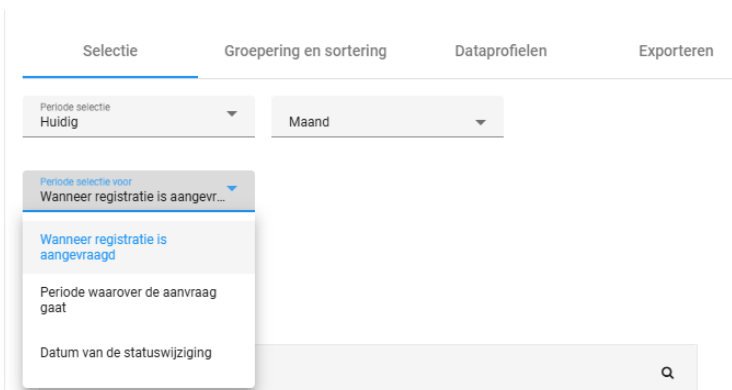 Selectie Groepering en sortering Dataprofielen Exporteren
Periode selectie
Huidig
Maand
Periode selectie voor
Wanneer registratie is aangevr...
Wanneer registratie is
aangevraagd
Periode waarover de aanvraag
gaat
Datum van de statuswijziging